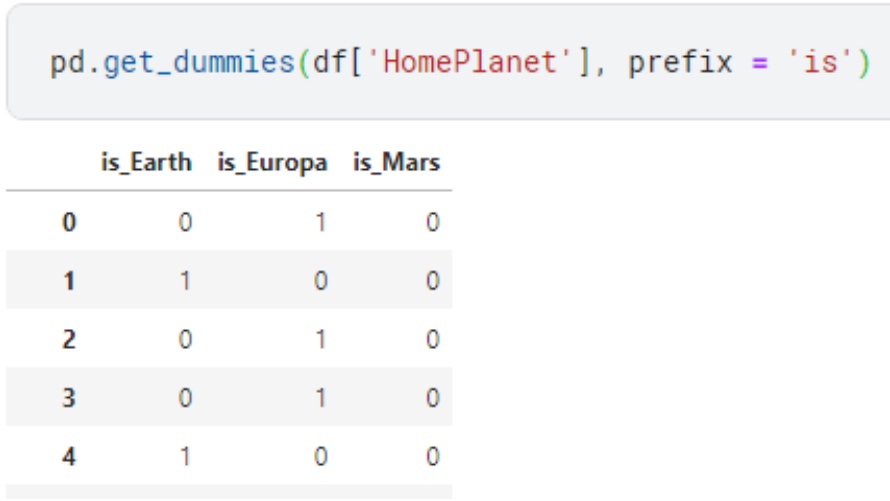 pd.get_dummies(df['HomePlanet'], prefix = 'is')
is_Earth is_Europa is_Mars
0 0 1 0
1 1 0 0
2 0 1 0
3 0 1 0
4 1 0 0